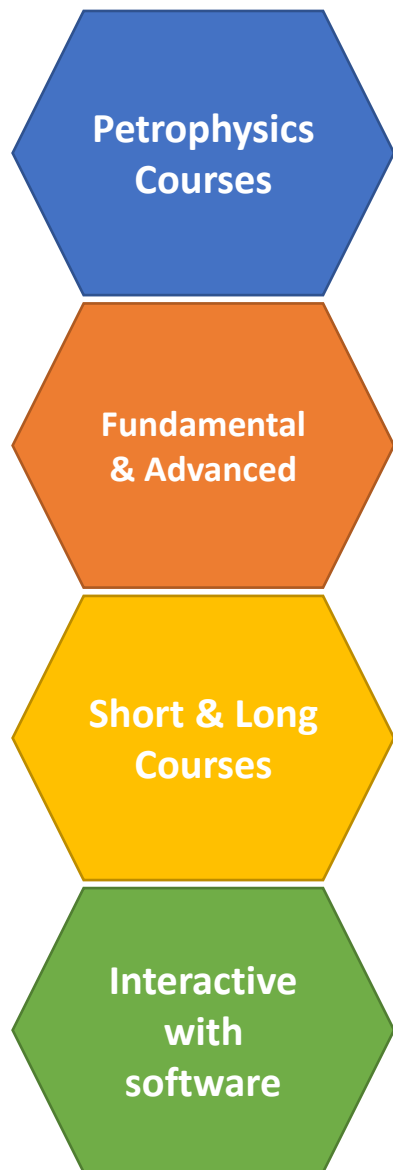 Petrophysics
Courses
Fundamental
& Advanced
Short & Long
Courses
Interactive
with
software